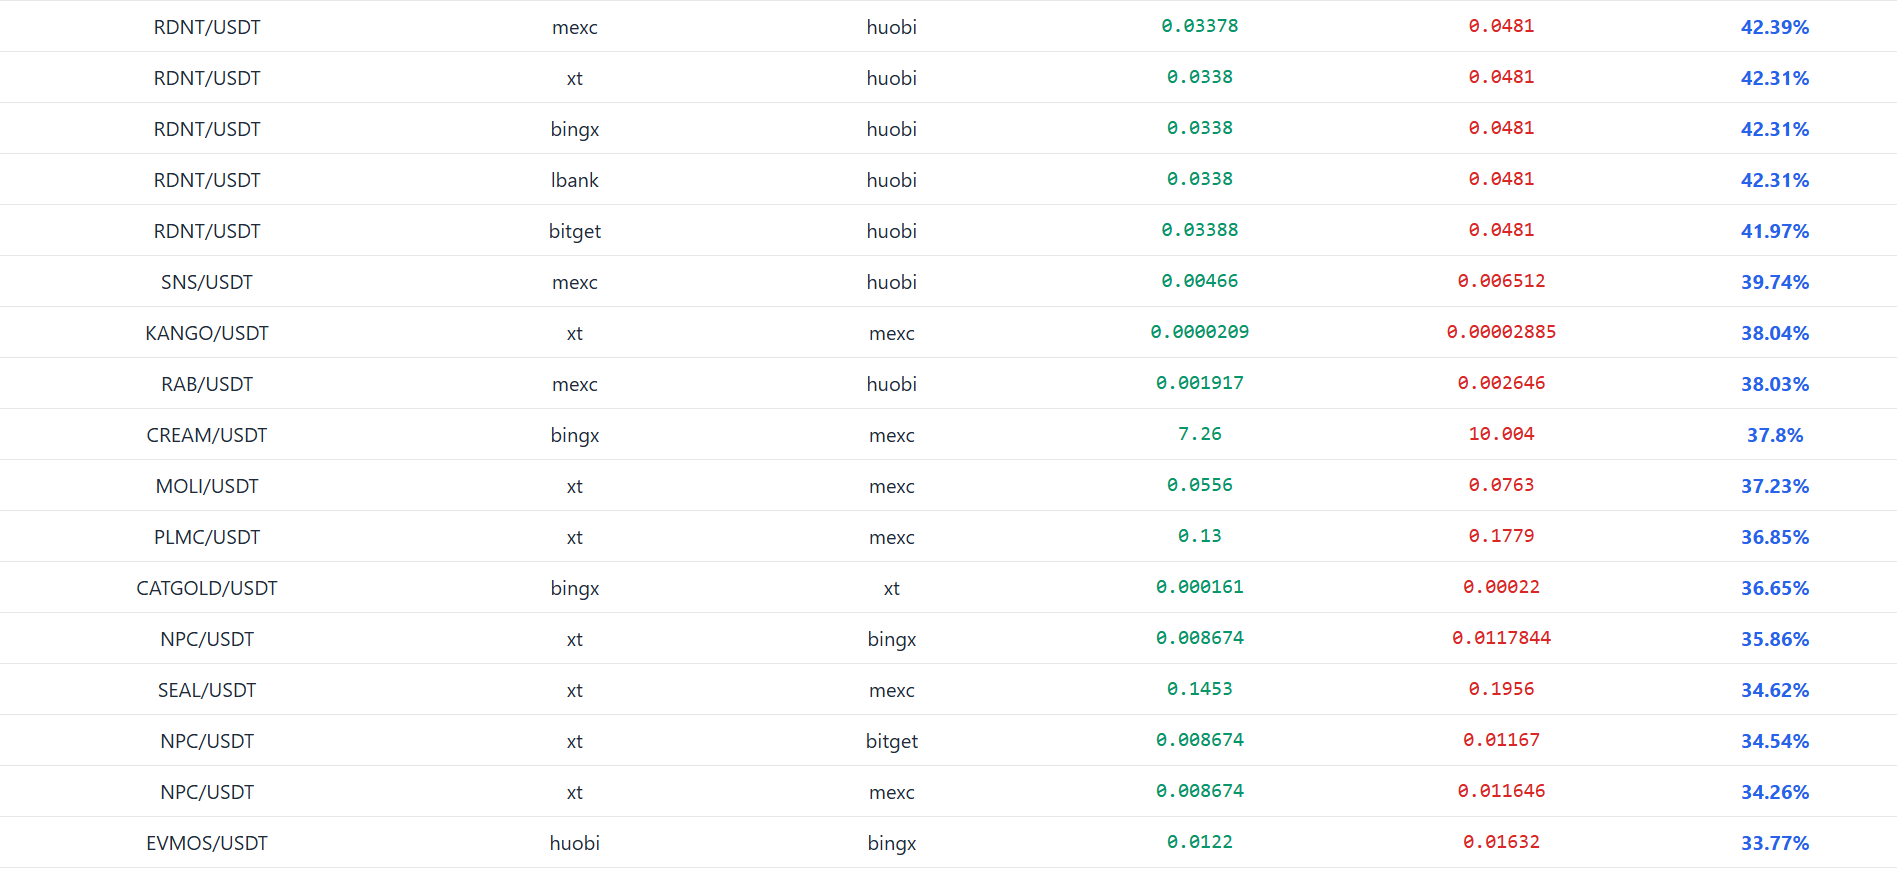 RDNT/USDT mexc huobi 0.03378 0.0481 42.39%
RDNT/USDT xt huobi 0.0338 0.0481 42.31%
RDNT/USDT bingx huobi 0.0338 0.0481 42.31%
RDNT/USDT lbank huobi 0.0338 0.0481 42.31%
RDNT/USDT bitget huobi 0.03388 0.0481 41.97%
SNS/USDT mexc huobi 0.00466 0.006512 39.74%
KANGO/USDT xt mexc 0.0000209 0.00002885 38.04%
RAB/USDT mexc huobi 0.001917 0.002646 38.03%
CREAM/USDT bingx mexc 7.26 10.004 37.8%
MOLI/USDT xt mexc 0.0556 0.0763 37.23%
PLMC/USDT xt mexc 0.13 0.1779 36.85%
CATGOLD/USDT bingx xt 0.000161 0.00022 36.65%
NPC/USDT xt bingx 0.008674 0.0117844 35.86%
SEAL/USDT xt mexc 0.1453 0.1956 34.62%
NPC/USDT xt bitget 0.008674 0.01167 34.54%
NPC/USDT xt mexc 0.008674 0.011646 34.26%
EVMOS/USDT huobi bingx 0.0122 0.01632 33.77%